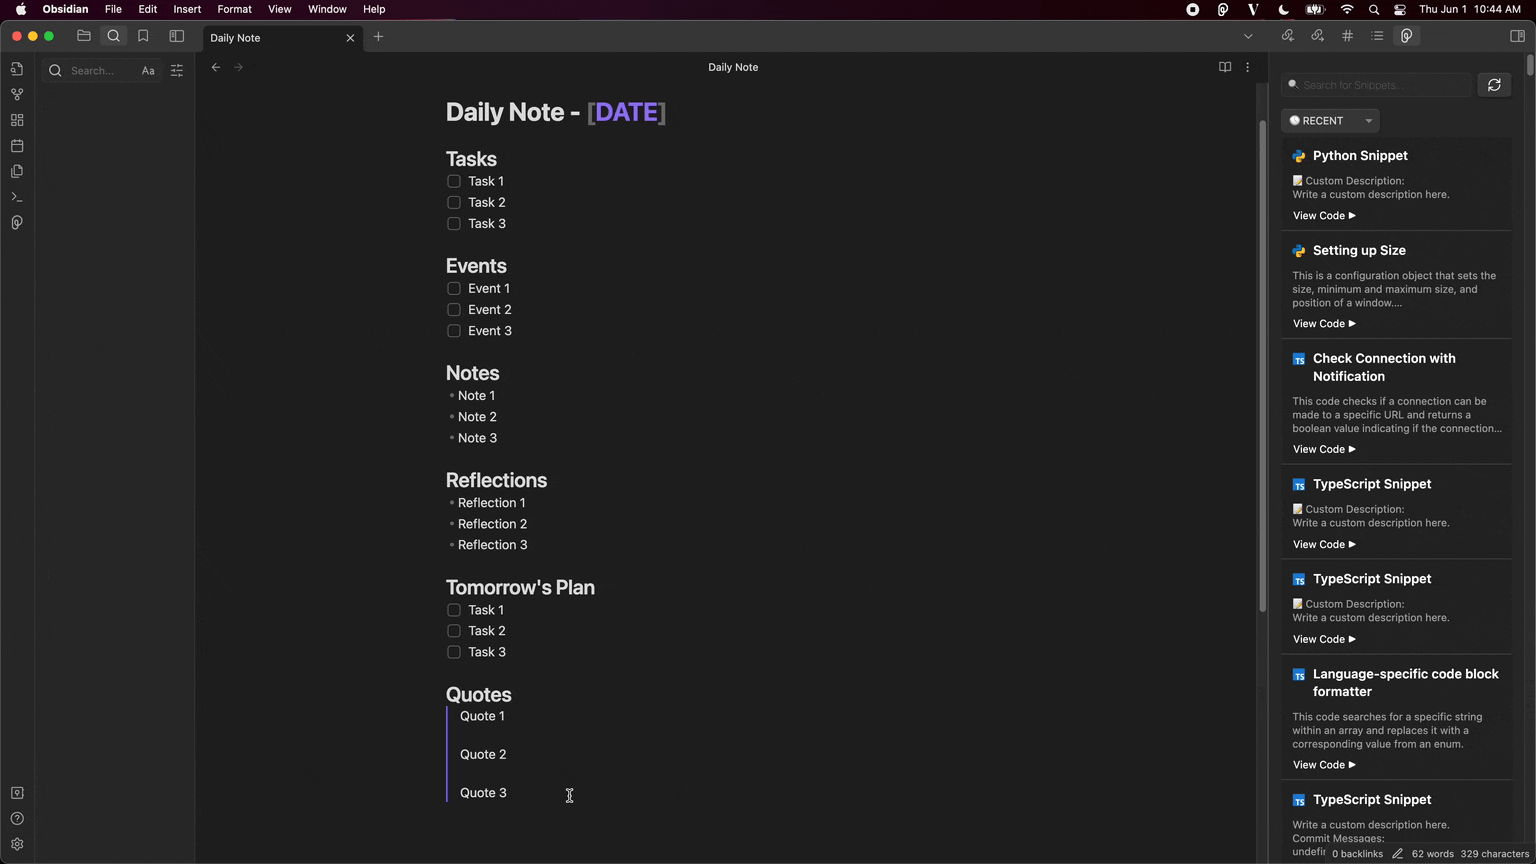 Obsidian File Edit Insert Format View Window Help
Thu Jun 1 10:44 AM
Daily Note
Search...
Aa
Daily Note
Daily Note - [DATE]
Tasks
Task 1
Task 2
Task 3
Events
Event 1
Event 2
Event 3
Notes
Note 1
Note 2
Note 3
Reflections
Reflection 1
Reflection 2
Reflection 3
Tomorrow's Plan
Task 1
Task 2
Task 3
Quotes
Quote 1
Quote 2
Quote 3
Search for Snippets...
RECENT
Python Snippet
Custom Description:
Write a custom description here.
View Code ▶
Setting up Size
This is a configuration object that sets the
size, minimum and maximum size, and
position of a window....
View Code ▶
TS Check Connection with
Notification
This code checks if a connection can be
made to a specific URL and returns a
boolean value indicating if the connection...
View Code ▶
TS TypeScript Snippet
Custom Description:
Write a custom description here.
View Code ▶
TS TypeScript Snippet
Custom Description:
Write a custom description here.
View Code ▶
TS Language-specific code block
formatter
This code searches for a specific string
within an array and replaces it with a
corresponding value from an enum.
View Code ▶
TS TypeScript Snippet
Write a custom description here.
Commit Messages:
undefi
0 backlinks 62 words 329 characters